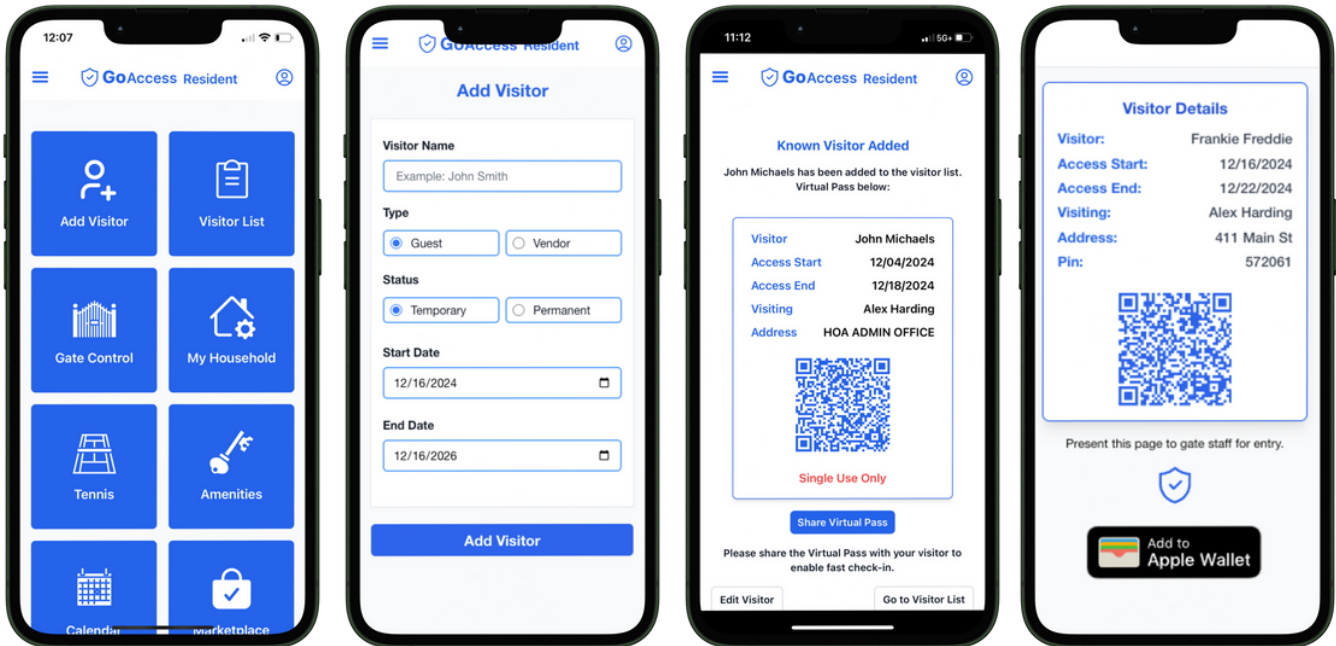 12:07
GoAccess Resident
Add Visitor
Visitor List
Gate Control
My Household
Tennis
Amenities
Calendar
Marketplace
GoAccess Resident
Add Visitor
Visitor Name
Example: John Smith
Type
Guest
Vendor
Status
Temporary
Permanent
Start Date
12/16/2024
End Date
12/16/2026
Add Visitor
11:12
5G+
GoAccess Resident
Known Visitor Added
John Michaels has been added to the visitor list.
Virtual Pass below:
Visitor John Michaels
Access Start 12/04/2024
Access End 12/18/2024
Visiting Alex Harding
Address HOA ADMIN OFFICE
Single Use Only
Share Virtual Pass
Please share the Virtual Pass with your visitor to
enable fast check-in.
Edit Visitor
Go to Visitor List
Visitor Details
Visitor: Frankie Freddie
Access Start: 12/16/2024
Access End: 12/22/2024
Visiting: Alex Harding
Address: 411 Main St
Pin: 572061
Present this page to gate staff for entry.
Add to
Apple Wallet